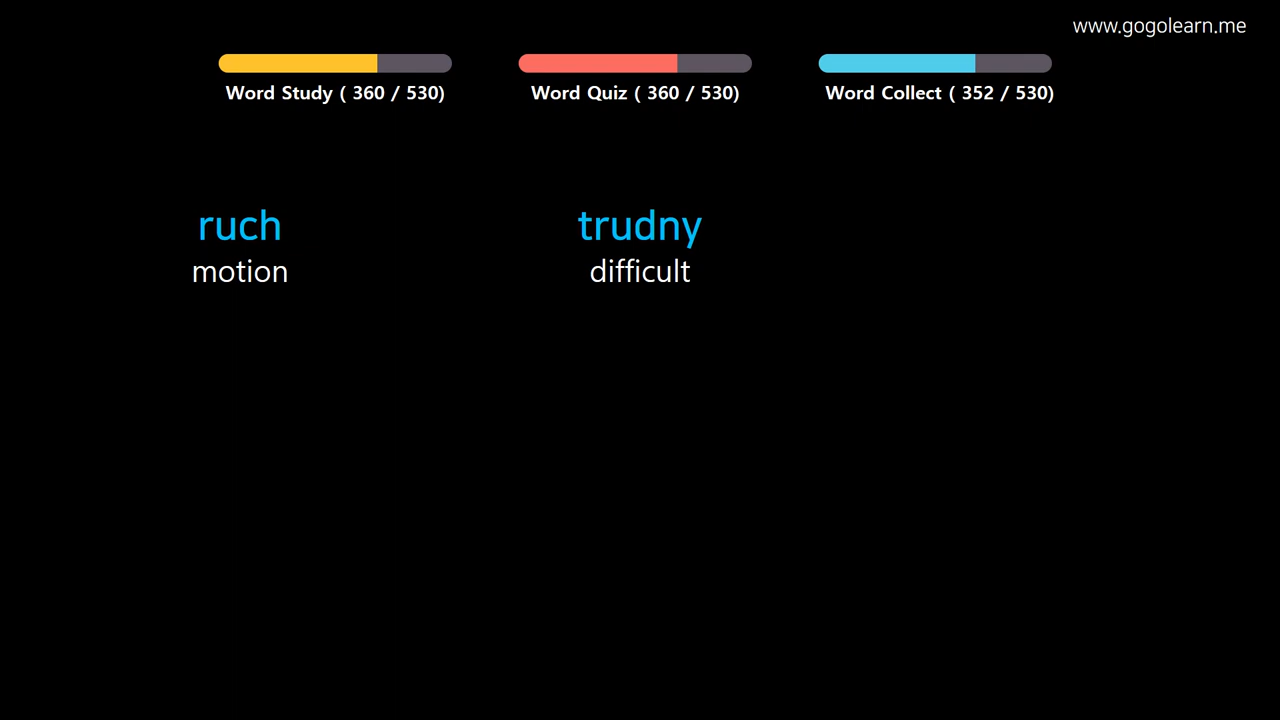 www.gogolearn.me
Word Study ( 360 / 530)
Word Quiz ( 360 / 530)
Word Collect ( 352 / 530)
ruch
motion
trudny
difficult